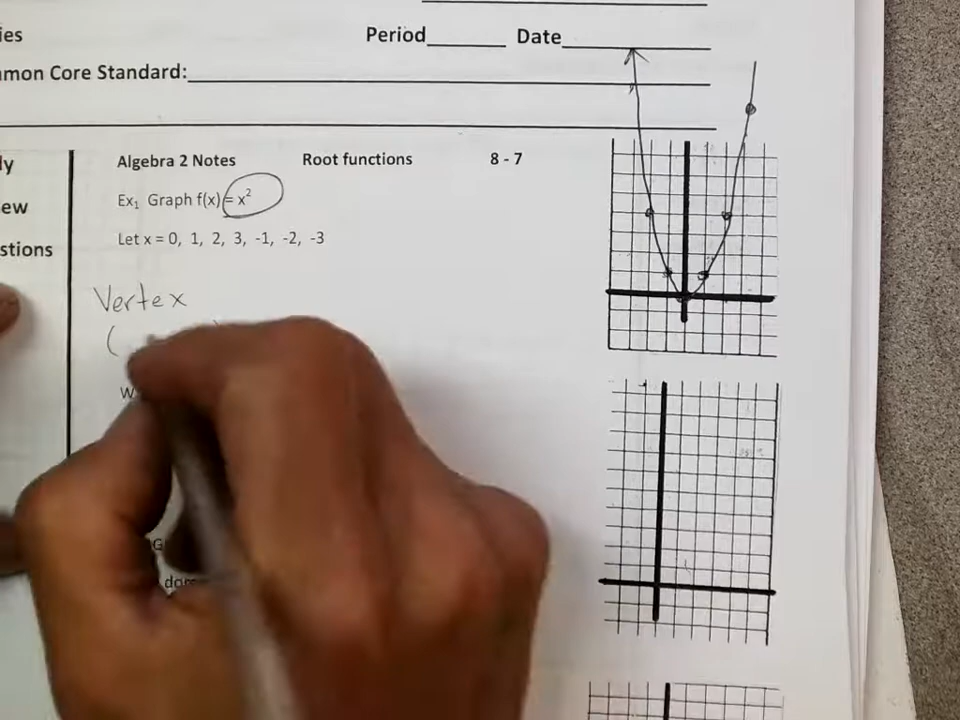 ies Period Date
mmon Core Standard:
ly
ew
stions
Algebra 2 Notes Root functions 8 - 7
Ex₁ Graph f(x) = x²
Let x = 0, 1, 2, 3, -1, -2, -3
Vertex
(
W
G